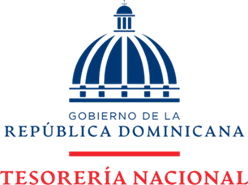 GOBIERNO DE LA
REPÚBLICA DOMINICANA
TESORERÍA NACIONAL